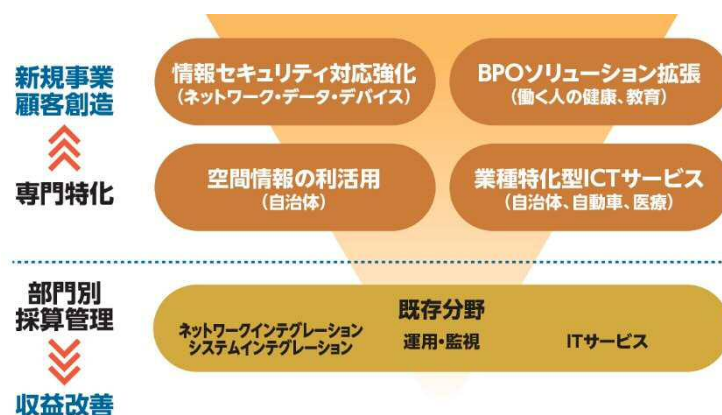 新規事業
顧客創造
専門特化
情報セキュリティ対応強化
(ネットワーク・データ・デバイス)
BPOソリューション拡張
(働く人の健康、教育)
空間情報の利活用
(自治体)
業種特化型ICTサービス
(自治体、自動車、医療)
部門別
採算管理
収益改善
既存分野
ネットワークインテグレーション
システムインテグレーション
運用・監視
ITサービス